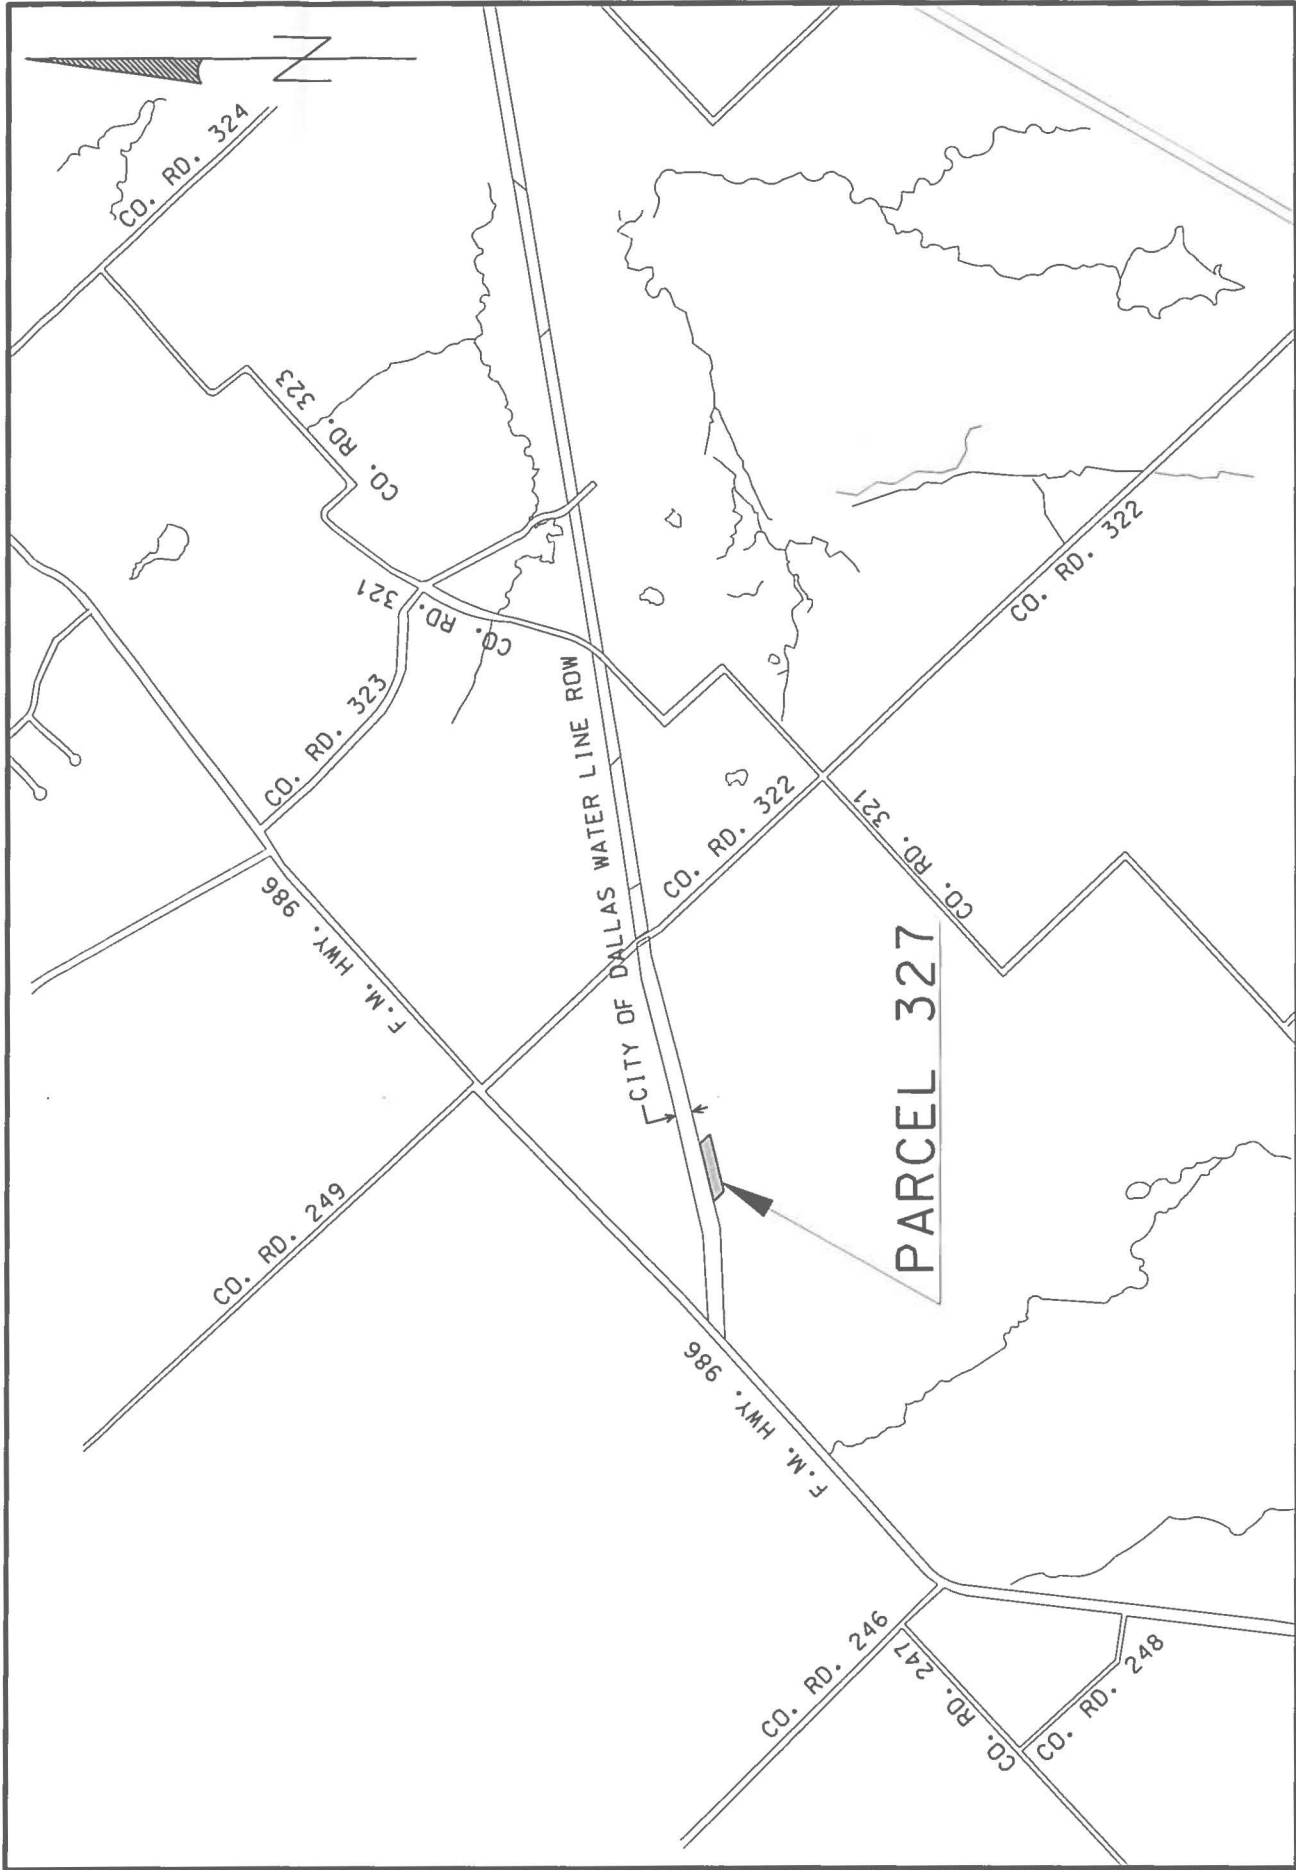 N
CO. RD. 324
CO. RD. 323
CO. RD. 321
CO. RD. 323
CITY OF DALLAS WATER LINE ROW
CO. RD. 322
CO. RD. 322
CO. RD. 321
F.M. HWY. 986
CO. RD. 249
PARCEL 327
F.M. HWY. 986
CO. RD. 246
CO. RD. 247
CO. RD. 248